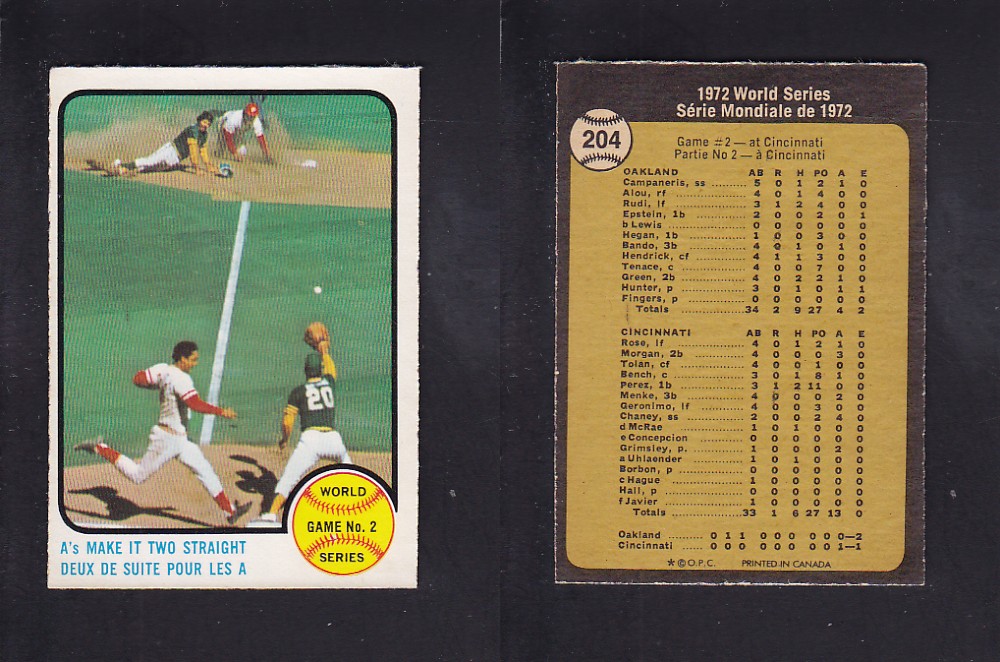 20
WORLD
GAME No. 2
SERIES
A's MAKE IT TWO STRAIGHT
DEUX DE SUITE POUR LES A
1972 World Series
Série Mondiale de 1972
204
Game #2 — at Cincinnati
Partie No 2 — à Cincinnati
OAKLAND AB R H PO A E
Campaneris, ss .......... 5 0 1 2 1 0
Alou, rf .................... 4 0 1 4 0 0
Rudi, lf .................... 3 1 2 4 0 0
Epstein, 1b ............... 2 0 0 2 0 1
b Lewis .................... 0 0 0 0 0 0
Hegan, 1b ................. 1 0 0 3 0 0
Bando, 3b ................. 4 0 1 0 1 0
Hendrick, cf .............. 4 1 1 3 0 0
Tenace, c .................. 4 0 0 7 0 0
Green, 2b .................. 4 0 2 2 1 0
Hunter, p .................. 3 0 1 0 1 1
Fingers, p ................. 0 0 0 0 0 0
Totals .................... 34 2 9 27 4 2
CINCINNATI AB R H PO A E
Rose, lf .................... 4 0 1 2 1 0
Morgan, 2b ................ 4 0 0 0 3 0
Tolan, cf .................. 4 0 0 1 0 0
Bench, c ................... 3 0 1 8 1 0
Perez, 1b .................. 3 1 2 11 0 0
Menke, 3b ................. 4 0 0 0 2 0
Geronimo, lf .............. 4 0 0 3 0 0
Chaney, ss ................ 2 0 0 2 4 0
d McRae ................... 1 0 1 0 0 0
e Concepcion ............. 0 0 0 0 0 0
Grimsley, p. .............. 1 0 0 0 2 0
a Uhlaender .............. 1 0 1 0 0 0
Borbon, p ................. 0 0 0 0 0 0
c Hague .................... 1 0 0 0 0 0
Hall, p ..................... 0 0 0 0 0 0
f Javier .................... 1 0 0 0 0 0
Totals .................... 33 1 6 27 13 0
Oakland .......... 0 1 1 0 0 0 0 0 0—2
Cincinnati ........ 0 0 0 0 0 0 0 0 1—1
* © O.P.C. PRINTED IN CANADA